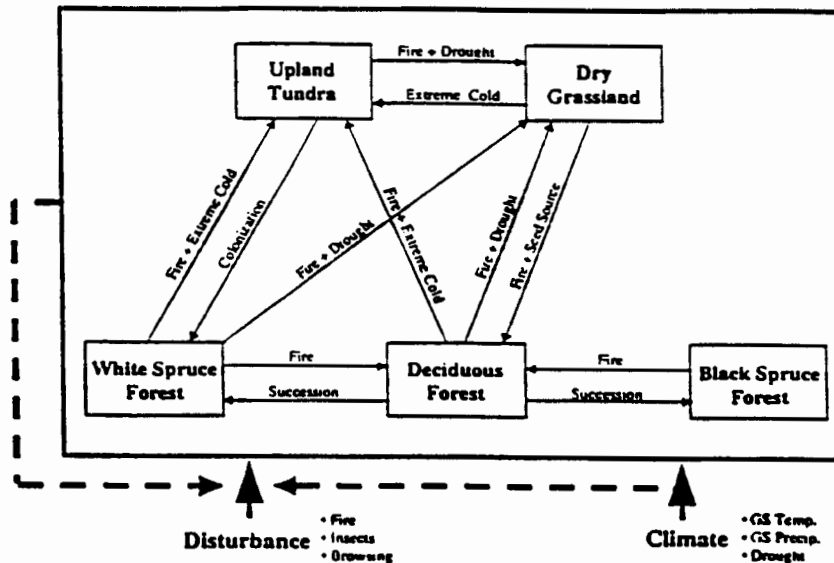 Fire + Drought
Upland
Tundra
Dry
Grassland
Extreme Cold
Fire + Extreme Cold
Colonization
Fire + Drought
Fire + Extreme Cold
Fire + Drought
Fire + Seed Source
White Spruce
Forest
Fire
Succession
Deciduous
Forest
Fire
Succession
Black Spruce
Forest
Disturbance
• Fire
• Insects
• Browsing
Climate
• GS Temp.
• GS Precip.
• Drought